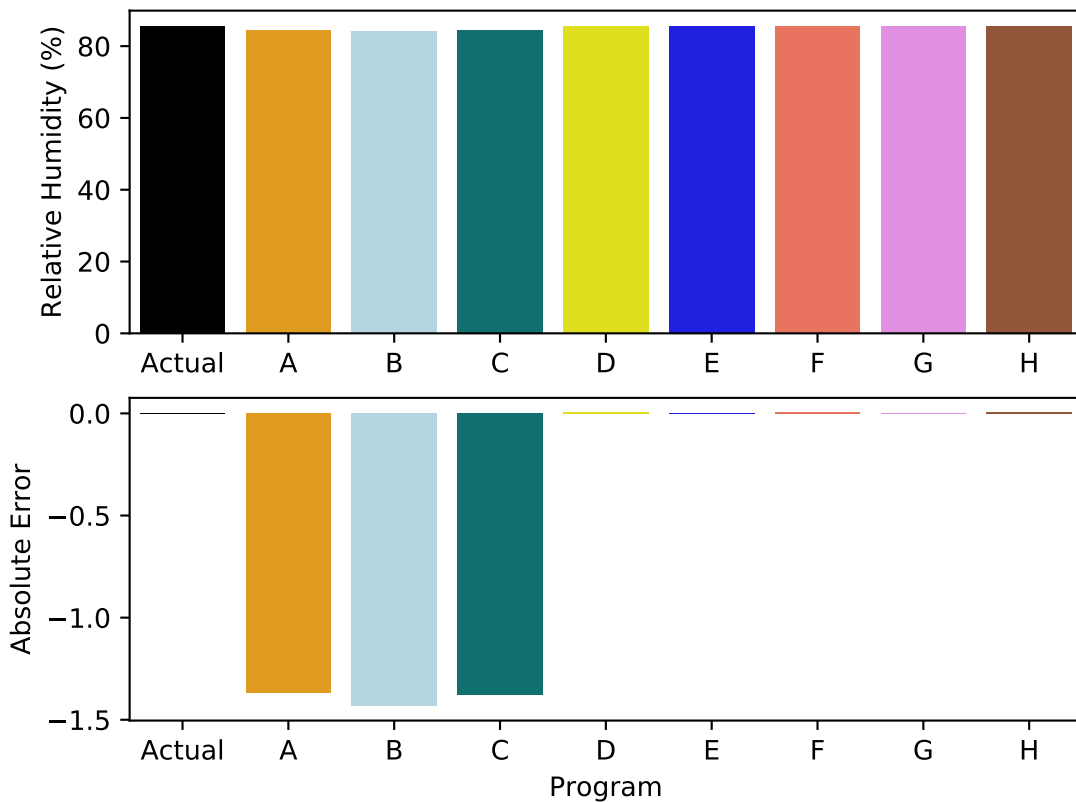 Relative Humidity (%)
80
60
40
20
0
Actual A B C D E F G H
Absolute Error
0.0
−0.5
−1.0
−1.5
Actual A B C D E F G H
Program